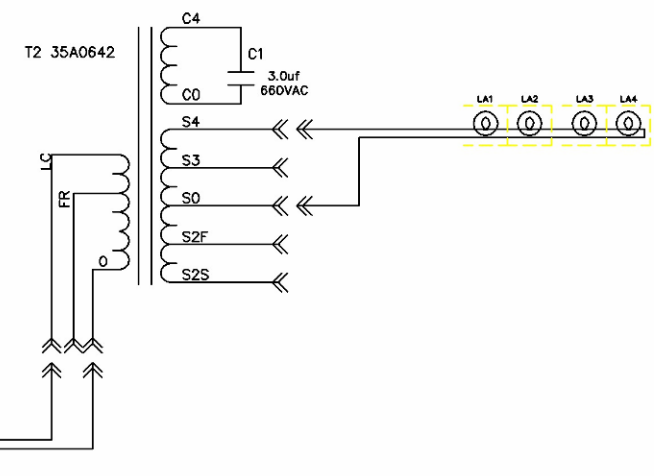 C4
T2 35A0642
C1
3.0uf
660VAC
C0
LA1 LA2 LA3 LA4
S4
S3
LC
FR
S0
S2F
0
S2S